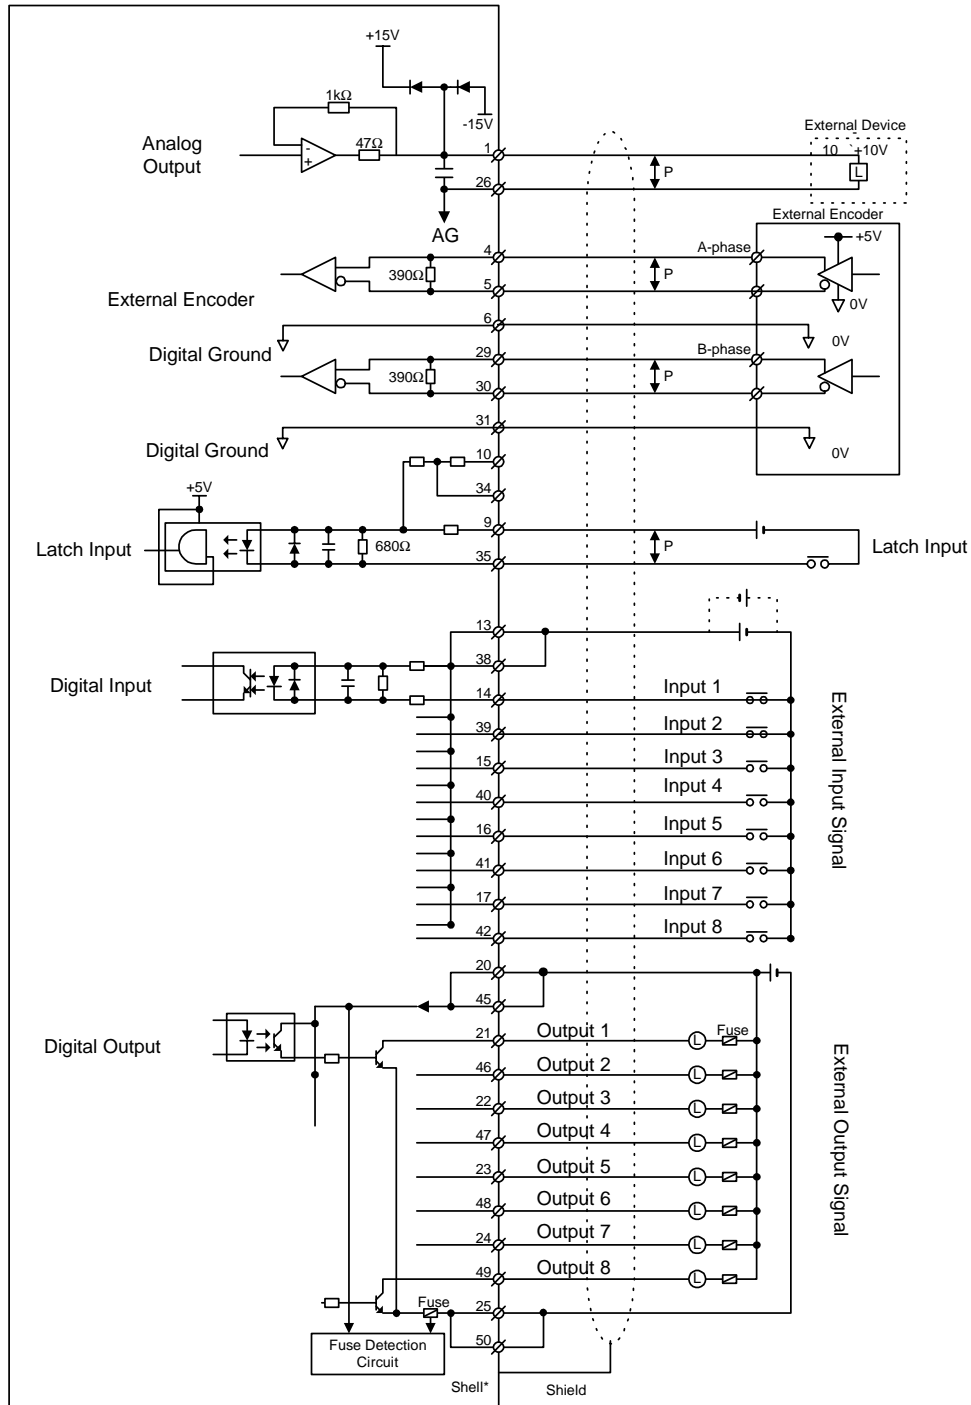 +15V
1kΩ
-15V
Analog
Output
-
+
47Ω
1
External Device
10 +10V
L
P
26
AG
External Encoder
+5V
4
A-phase
390Ω
P
5
0V
External Encoder
6
0V
Digital Ground
29
B-phase
390Ω
P
30
31
Digital Ground
0V
10
+5V
34
9
Latch Input
680Ω
P
Latch Input
35
13
38
Digital Input
14
Input 1
39
Input 2
15
Input 3
40
Input 4
16
Input 5
41
Input 6
17
Input 7
42
Input 8
External Input Signal
20
45
Digital Output
21
Output 1
L
Fuse
46
Output 2
L
22
Output 3
L
47
Output 4
L
23
Output 5
L
48
Output 6
L
24
Output 7
L
49
Output 8
L
External Output Signal
Fuse
25
50
Fuse Detection
Circuit
Shell*
Shield